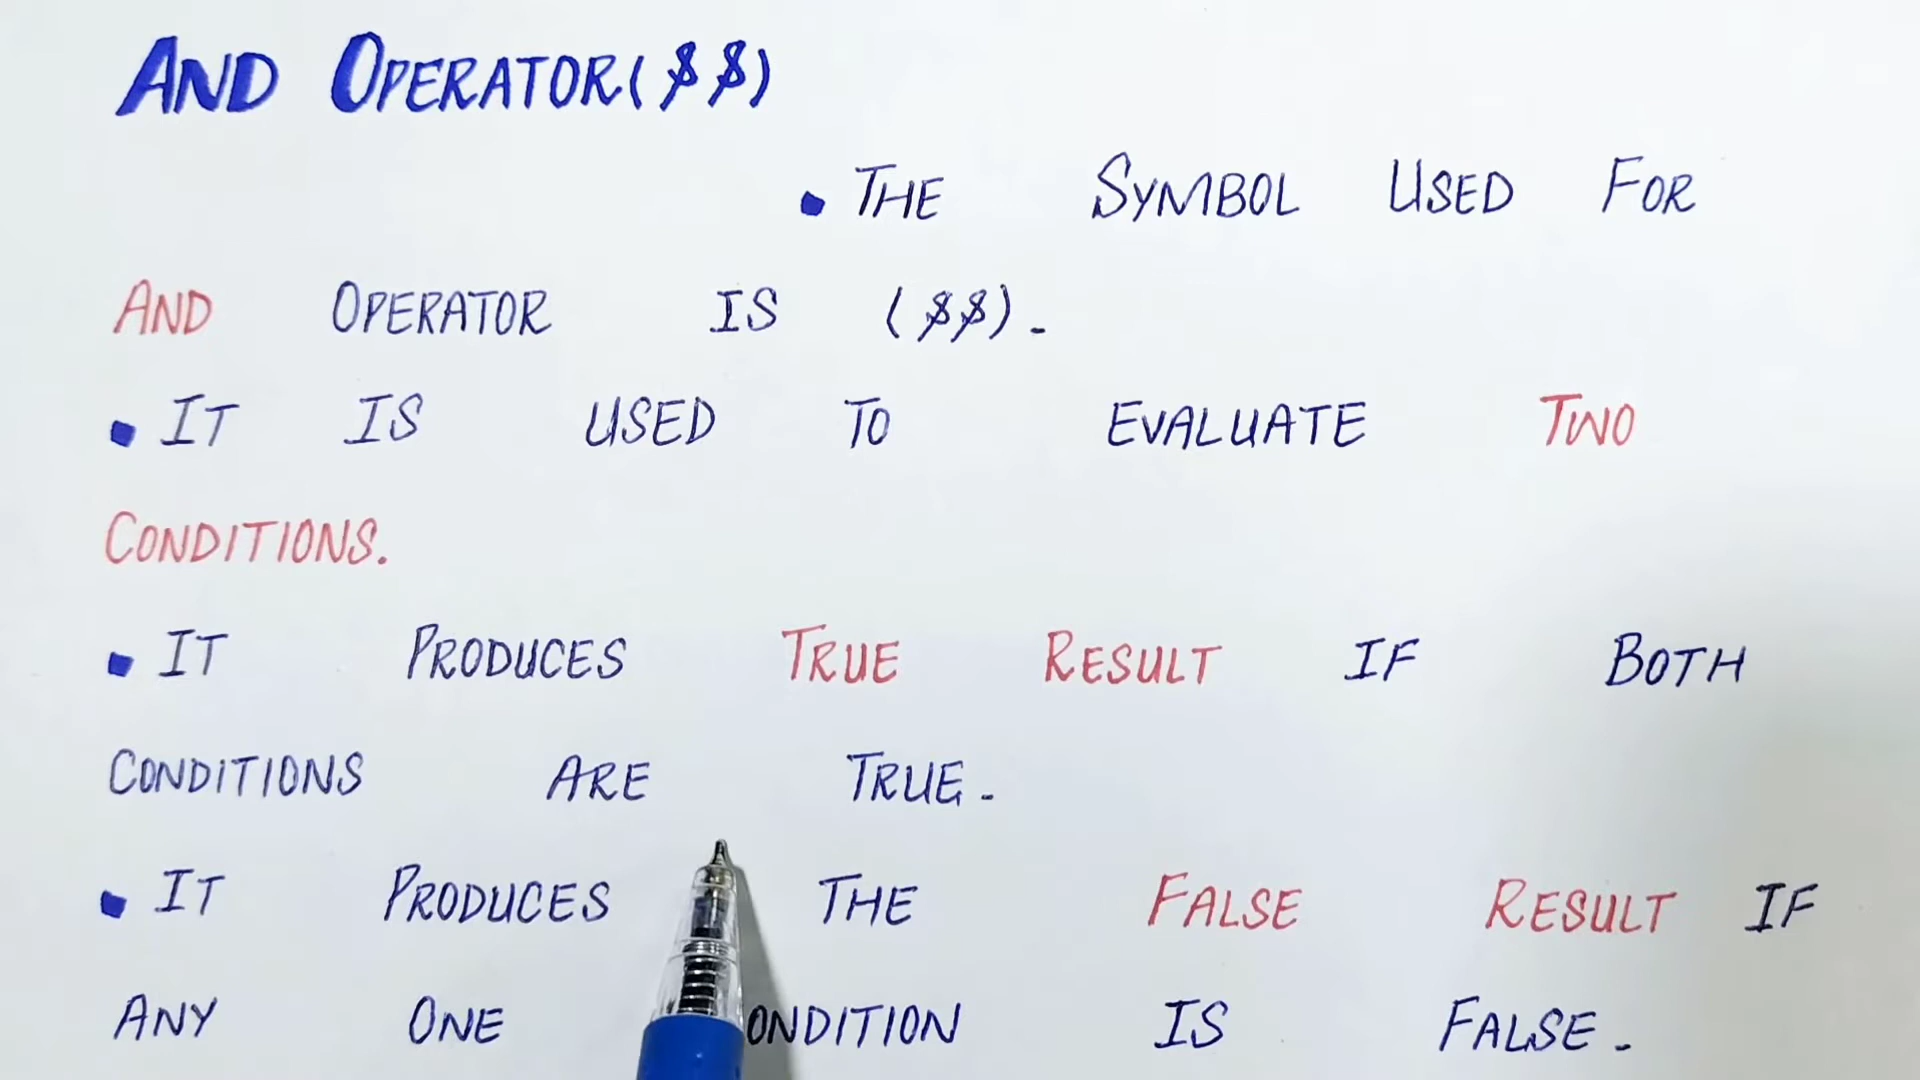 AND OPERATOR($$)
• THE SYMBOL USED FOR
AND OPERATOR IS ($$).
• IT IS USED TO EVALUATE TWO
CONDITIONS.
• IT PRODUCES TRUE RESULT IF BOTH
CONDITIONS ARE TRUE.
• IT PRODUCES THE FALSE RESULT IF
ANY ONE CONDITION IS FALSE.